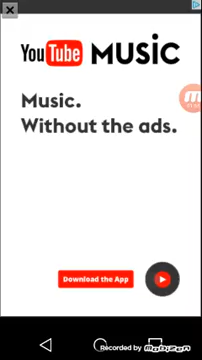 YouTube MUSIC
Music.
Without the ads.
Download the App
Recorded by